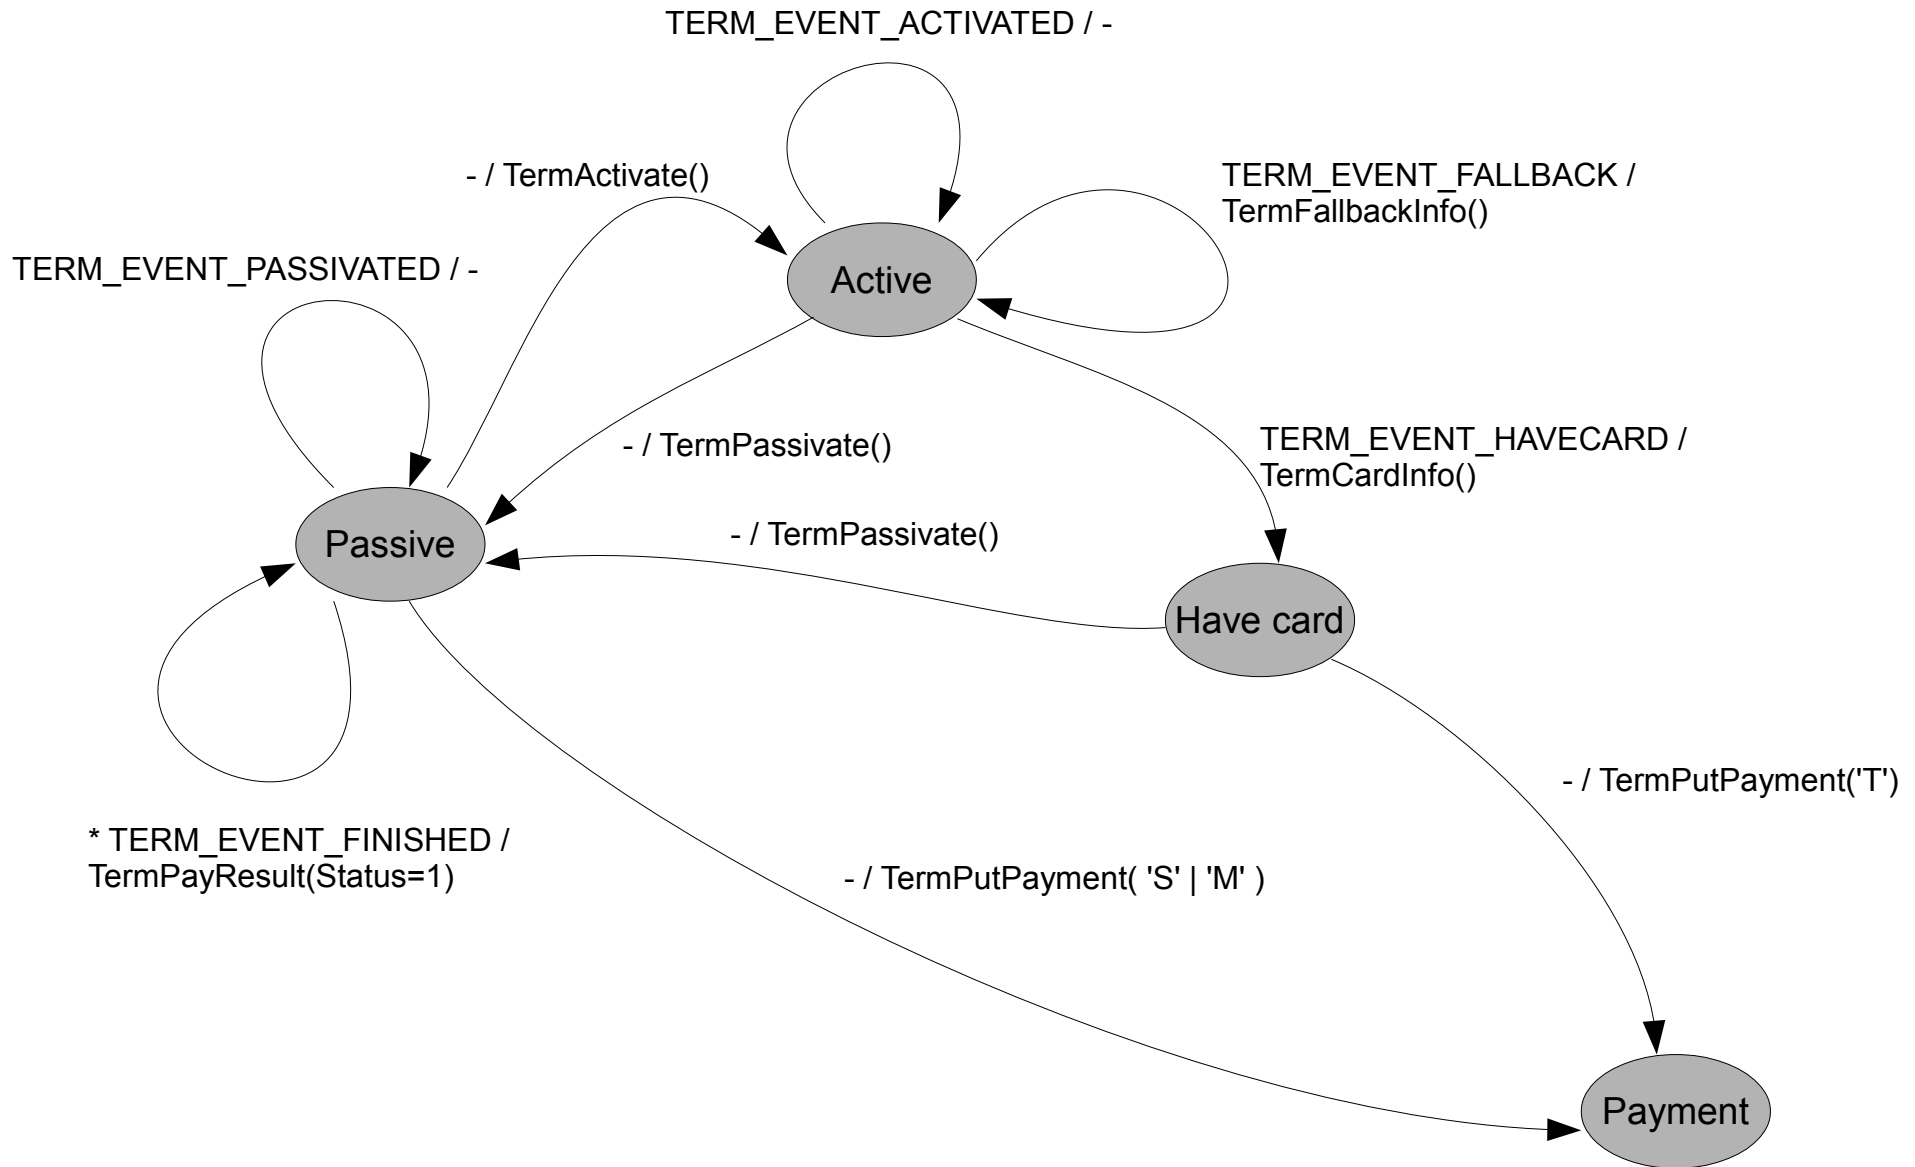 TERM_EVENT_ACTIVATED / -
- / TermActivate()
TERM_EVENT_FALLBACK /
TermFallbackInfo()
TERM_EVENT_PASSIVATED / -
Active
- / TermPassivate()
TERM_EVENT_HAVECARD /
TermCardInfo()
Passive
- / TermPassivate()
Have card
- / TermPutPayment('T')
* TERM_EVENT_FINISHED /
TermPayResult(Status=1)
- / TermPutPayment( 'S' | 'M' )
Payment